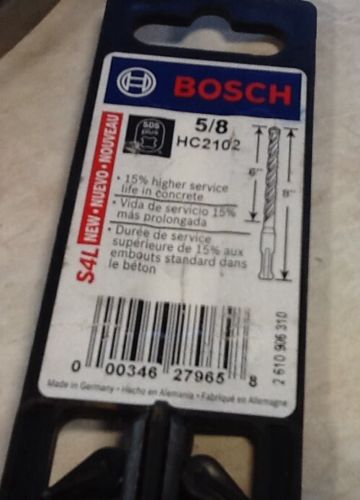 BOSCH
5/8
SDS
plus
HC2102
S4L NEW • NUEVO • NOUVEAU
• 15% higher service
life in concrete
• Vida de servicio 15%
más prolongada
• Durée de service
supérieure de 15% aux
embouts standard dans
le béton
6"
8"
0 00346 27965 8
2 610 906 310
Made in Germany • Hecho en Alemania • Fabriqué en Allemagne